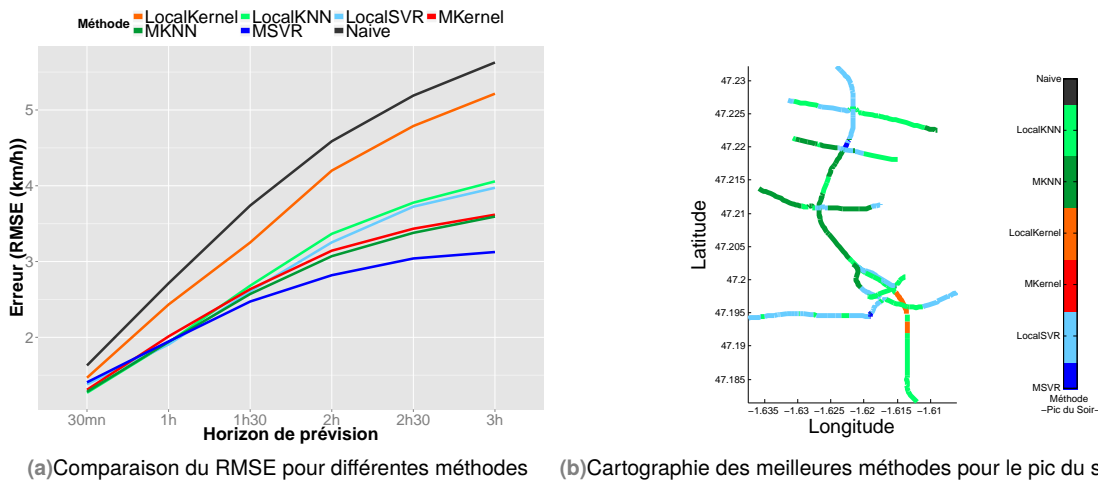 Méthode
LocalKernel LocalKNN LocalSVR MKernel
MKNN MSVR Naive
Erreur (RMSE (km/h))
5
4
3
2
30mn 1h 1h30 2h 2h30 3h
Horizon de prévision
(a)Comparaison du RMSE pour différentes méthodes
Latitude
47.23
47.225
47.22
47.215
47.21
47.205
47.2
47.195
47.19
47.185
−1.635 −1.63 −1.625 −1.62 −1.615 −1.61
Longitude
Naive
LocalKNN
MKNN
LocalKernel
MKernel
LocalSVR
MSVR
Méthode
−Pic du Soir−
(b)Cartographie des meilleures méthodes pour le pic du s